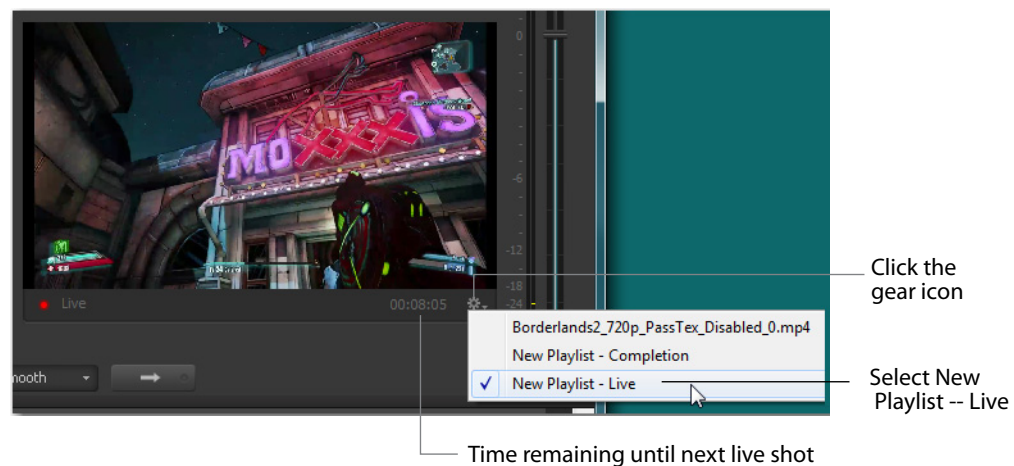 0
MOXXXIS
-6
-12
-18
-24
Live
00:08:05
Click the
gear icon
Borderlands2_720p_PassTex_Disabled_0.mp4
New Playlist - Completion
New Playlist - Live
mooth
Select New
Playlist -- Live
Time remaining until next live shot